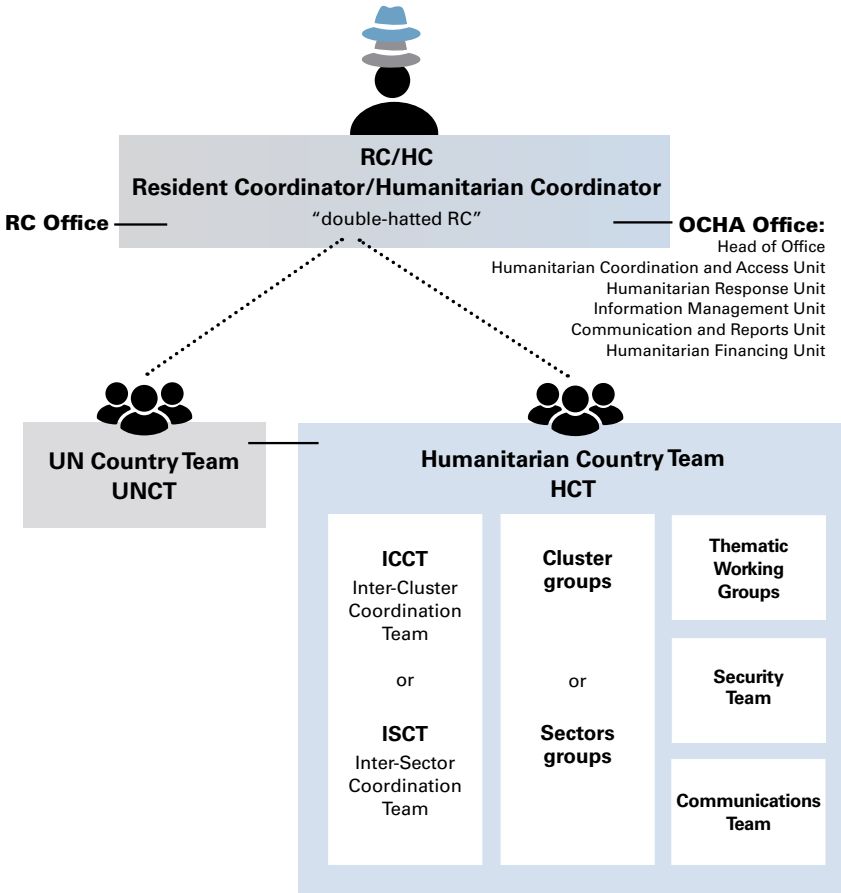 RC/HC
Resident Coordinator/Humanitarian Coordinator
“double-hatted RC”
RC Office
OCHA Office:
Head of Office
Humanitarian Coordination and Access Unit
Humanitarian Response Unit
Information Management Unit
Communication and Reports Unit
Humanitarian Financing Unit
UN Country Team
UNCT
Humanitarian Country Team
HCT
ICCT
Inter-Cluster
Coordination
Team
or
ISCT
Inter-Sector
Coordination
Team
Cluster
groups
or
Sectors
groups
Thematic
Working
Groups
Security
Team
Communications
Team